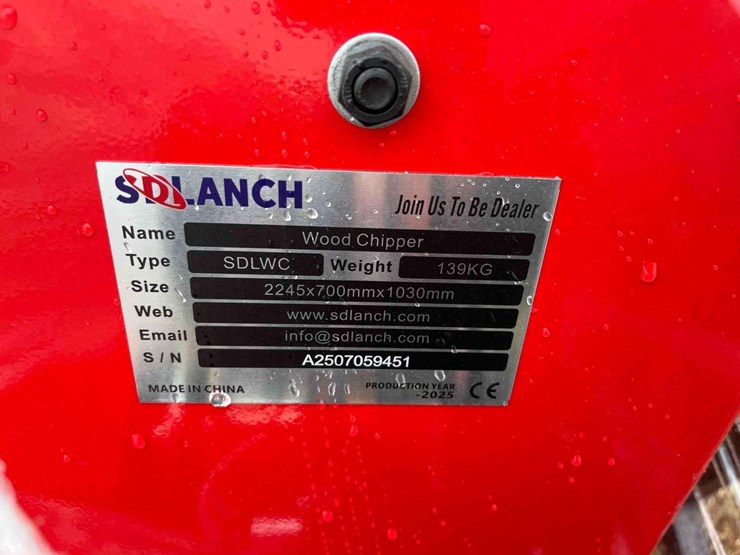 SDLANCH
Join Us To Be Dealer
Name Wood Chipper
Type SDLWC Weight 139KG
Size 2245x700mmx1030mm
Web www.sdlanch.com
Email info@sdlanch.com
S / N A2507059451
MADE IN CHINA
PRODUCTION YEAR
-2025
CE